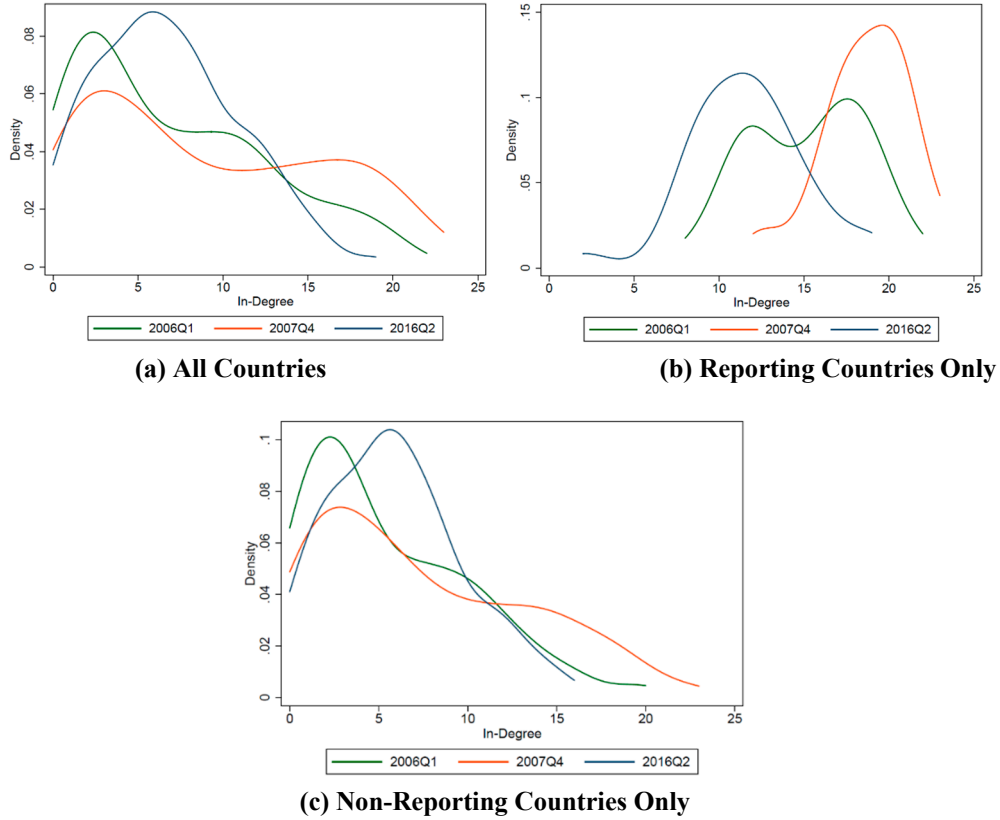 Density
0 .02 .04 .06 .08
0 5 10 15 20 25
In-Degree
2006Q1 2007Q4 2016Q2
(a) All Countries
Density
0 .05 .1 .15
0 5 10 15 20 25
In-Degree
2006Q1 2007Q4 2016Q2
(b) Reporting Countries Only
Density
0 .02 .04 .06 .08 .1
0 5 10 15 20 25
In-Degree
2006Q1 2007Q4 2016Q2
(c) Non-Reporting Countries Only